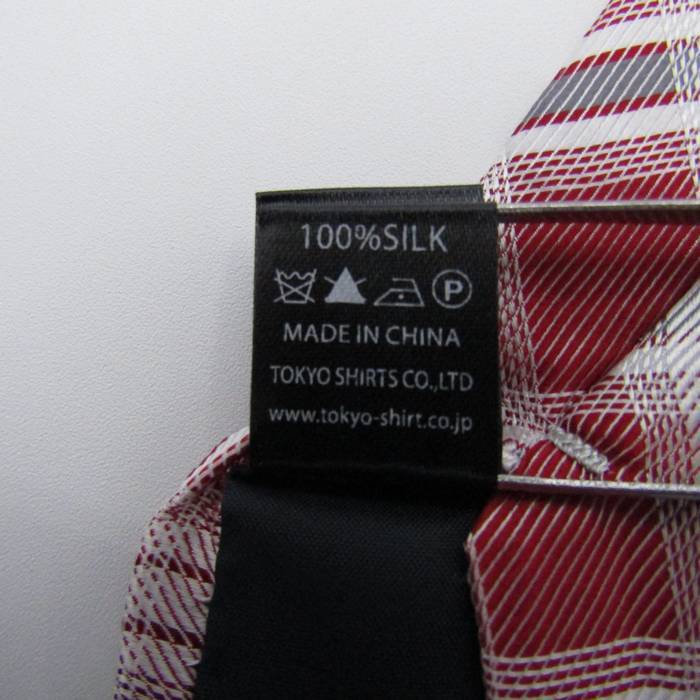 100%SILK
P
MADE IN CHINA
TOKYO SHIRTS CO.,LTD
www.tokyo-shirt.co.jp